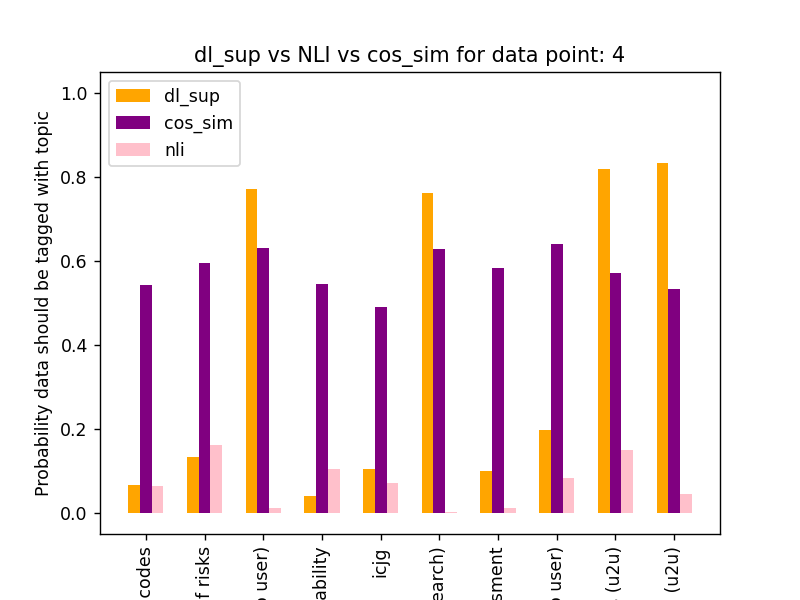 dl_sup vs NLI vs cos_sim for data point: 4
Probability data should be tagged with topic
1.0
0.8
0.6
0.4
0.2
0.0
dl_sup
cos_sim
nli
codes
f risks
user)
ability
icjg
earch)
sment
user)
(u2u)
(u2u)